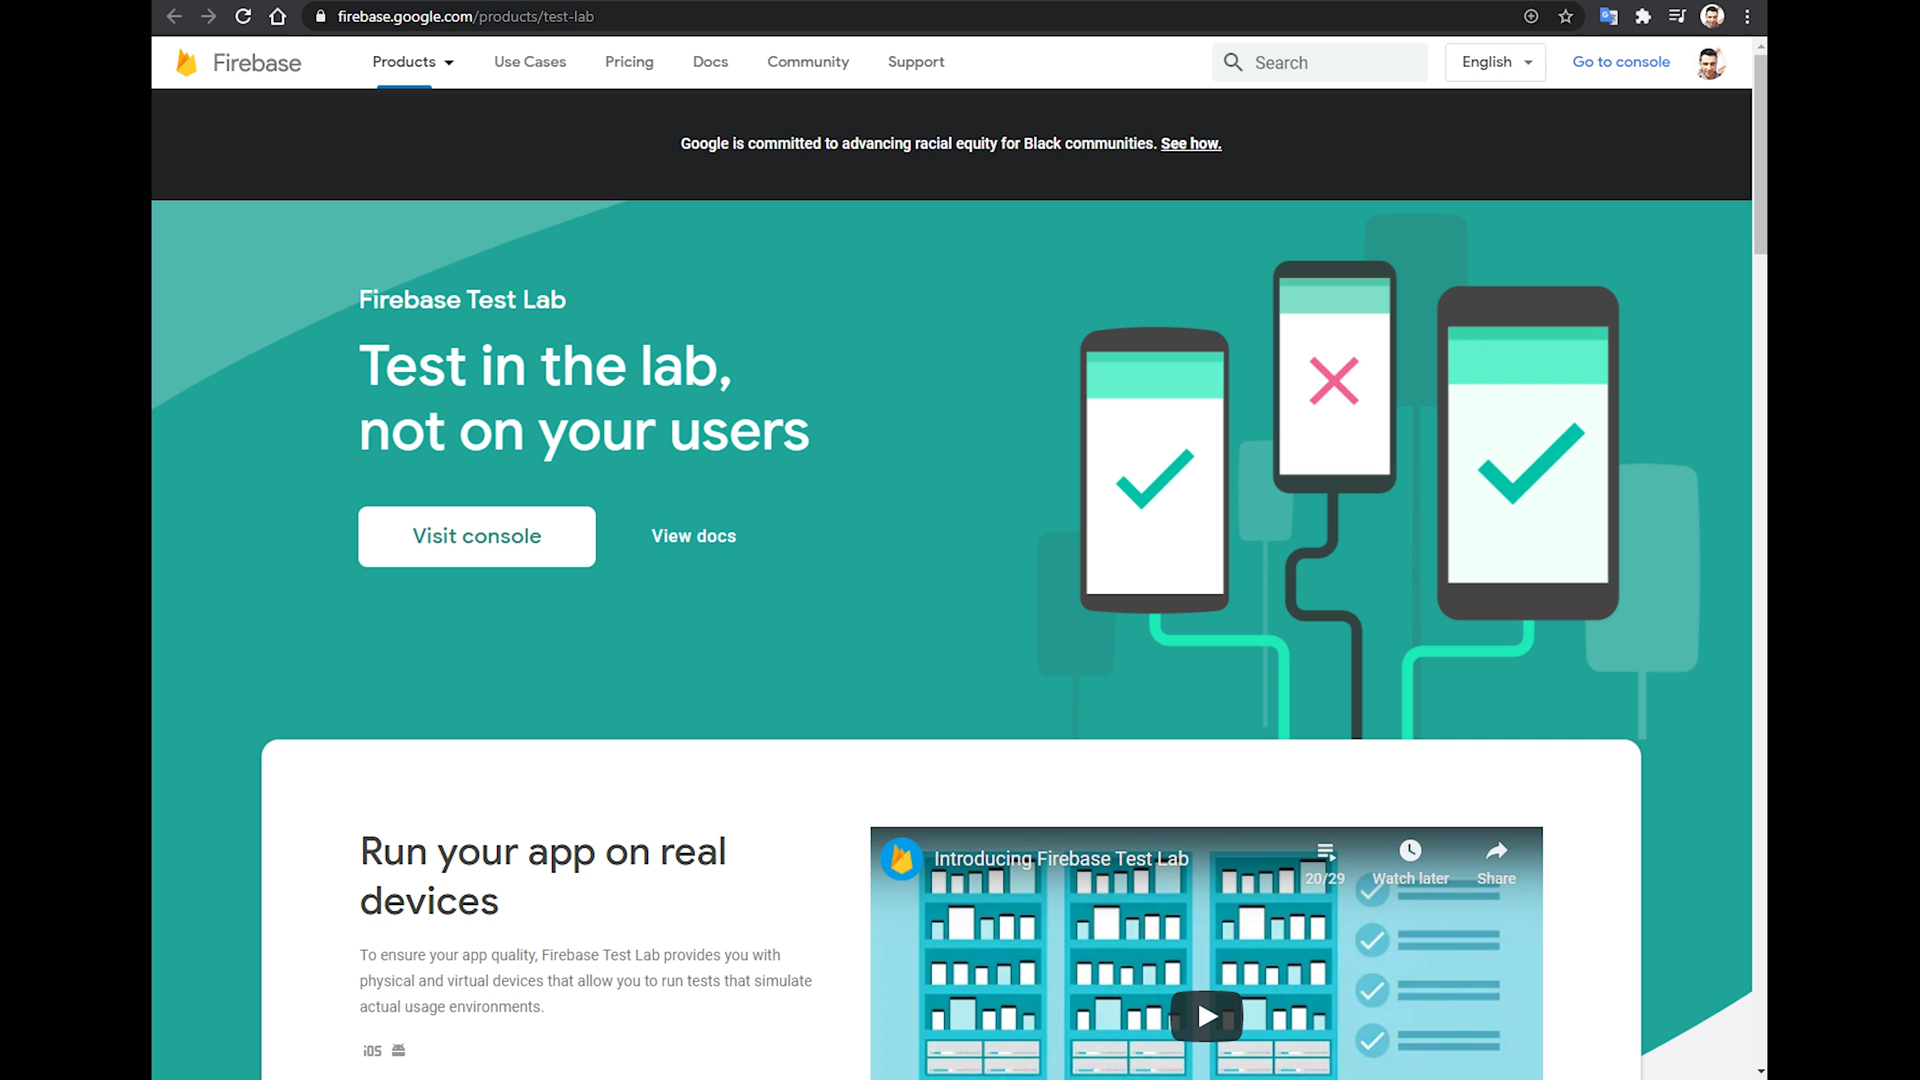 firebase.google.com/products/test-lab
Firebase
Products
Use Cases
Pricing
Docs
Community
Support
Search
English
Go to console
Google is committed to advancing racial equity for Black communities. See how.
Firebase Test Lab
Test in the lab,
not on your users
Visit console
View docs
Run your app on real
devices
To ensure your app quality, Firebase Test Lab provides you with
physical and virtual devices that allow you to run tests that simulate
actual usage environments.
iOS
Introducing Firebase Test Lab
20/29
Watch later
Share